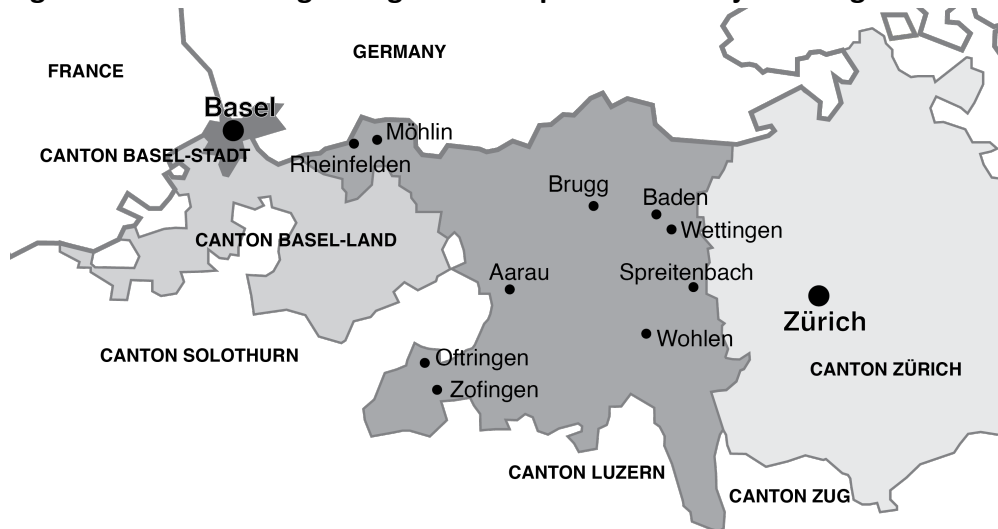 GERMANY
FRANCE
Basel
Möhlin
CANTON BASEL-STADT
Rheinfelden
Brugg
Baden
Wettingen
CANTON BASEL-LAND
Aarau
Spreitenbach
Zürich
Wohlen
CANTON SOLOTHURN
Oftringen
CANTON ZÜRICH
Zofingen
CANTON LUZERN
CANTON ZUG